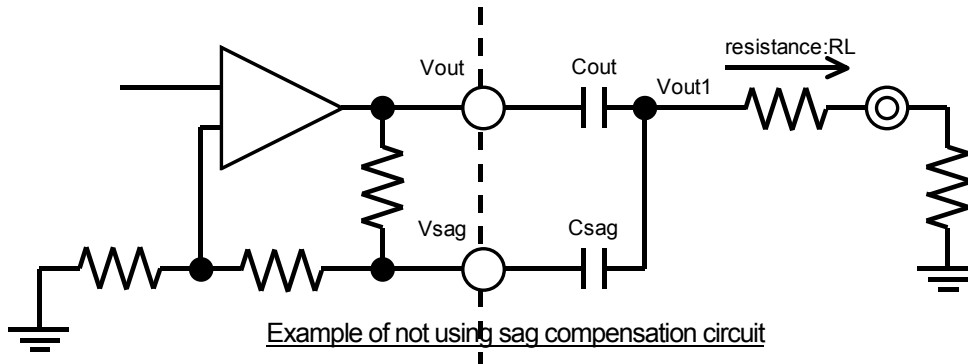 resistance:RL
Vout
Cout
Vout1
Vsag
Csag
Example of not using sag compensation circuit